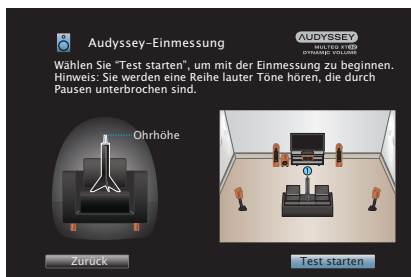 Audyssey-Einmessung
AUDYSSEY
MULTEQ XT32
DYNAMIC VOLUME
Wählen Sie "Test starten", um mit der Einmessung zu beginnen.
Hinweis: Sie werden eine Reihe lauter Töne hören, die durch
Pausen unterbrochen sind.
Ohrhöhe
1
Zurück
Test starten